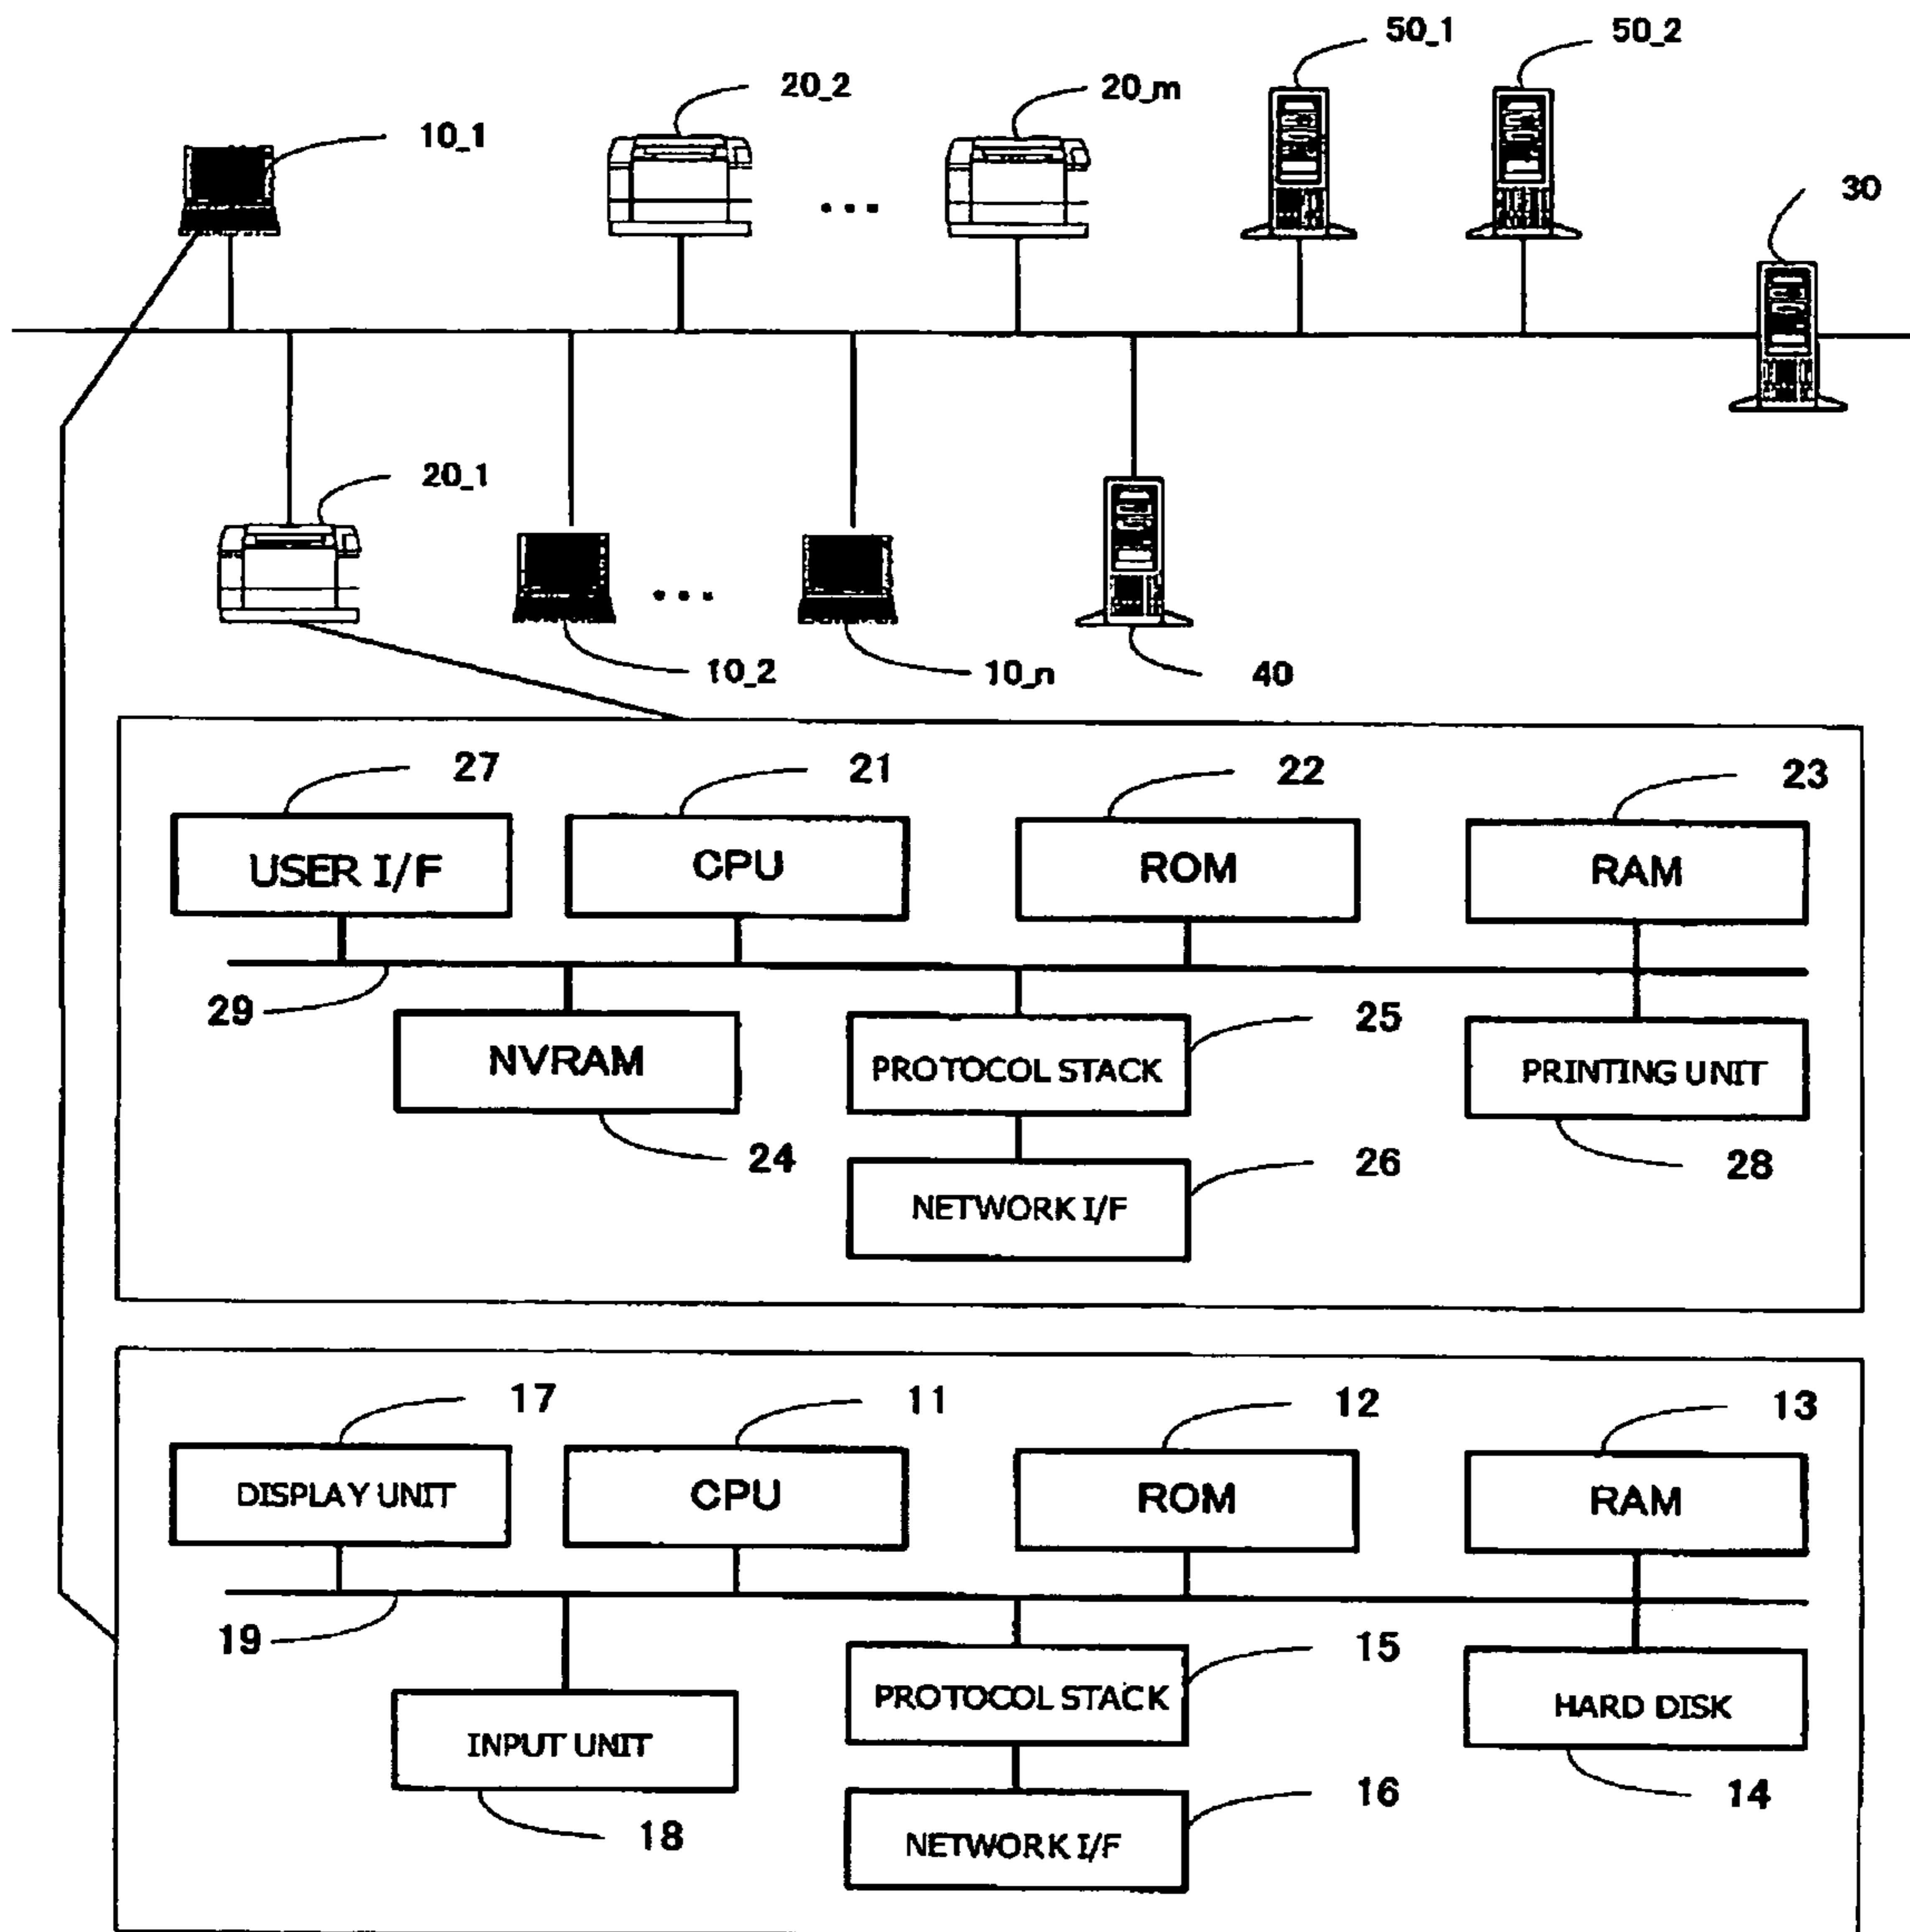 50_1
50_2
20_2
20_m
10_1
30
20_1
10_2
10_n
40
27
21
22
23
USER I/F
CPU
ROM
RAM
29
25
NVRAM
PROTOCOL STACK
PRINTING UNIT
24
26
28
NETWORK I/F
17
11
12
13
DISPLAY UNIT
CPU
ROM
RAM
19
15
PROTOCOL STACK
HARD DISK
INPUT UNIT
16
14
18
NETWORK I/F